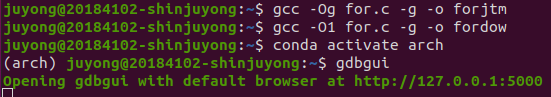 juyong@20184102-shinjuyong:~$ gcc -Og for.c -g -o forjtm
juyong@20184102-shinjuyong:~$ gcc -O1 for.c -g -o fordow
juyong@20184102-shinjuyong:~$ conda activate arch
(arch) juyong@20184102-shinjuyong:~$ gdbgui
Opening gdbgui with default browser at http://127.0.0.1:5000